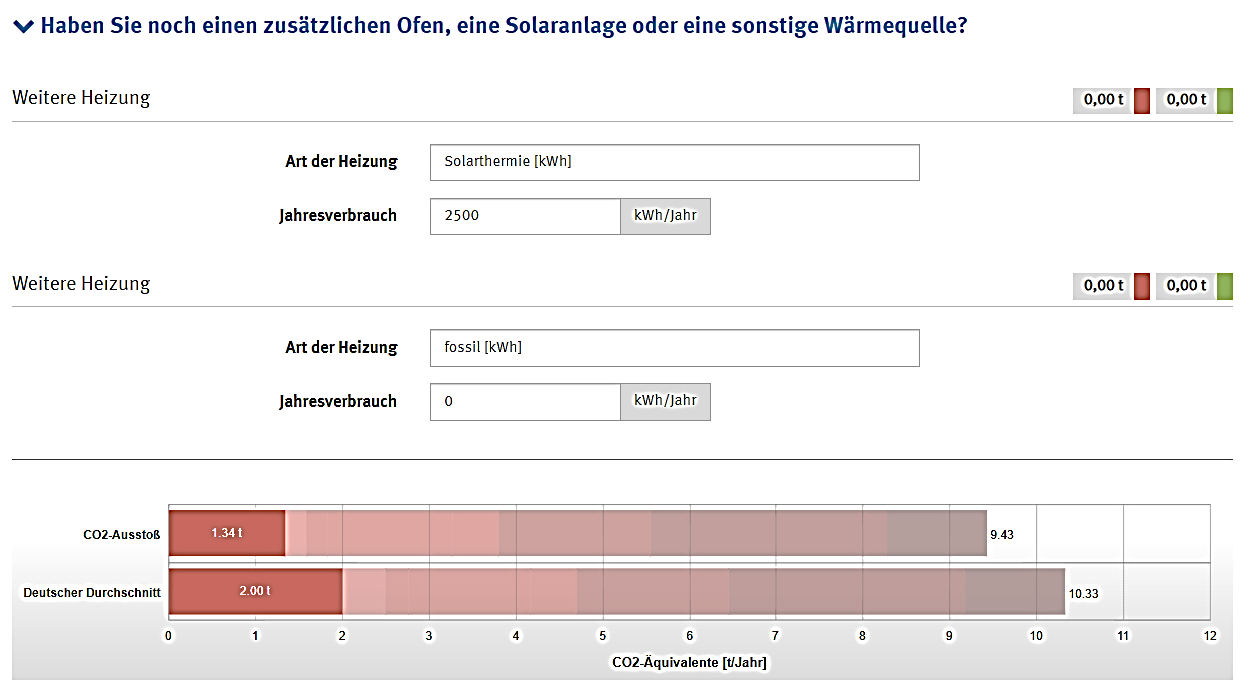 Haben Sie noch einen zusätzlichen Ofen, eine Solaranlage oder eine sonstige Wärmequelle?
Weitere Heizung 0,00 t 0,00 t
Art der Heizung Solarthermie [kWh]
Jahresverbrauch 2500 kWh/Jahr
Weitere Heizung 0,00 t 0,00 t
Art der Heizung fossil [kWh]
Jahresverbrauch 0 kWh/Jahr
CO2-Ausstoß 1.34 t 9.43
Deutscher Durchschnitt 2.00 t 10.33
0 1 2 3 4 5 6 7 8 9 10 11 12
CO2-Äquivalente [t/Jahr]